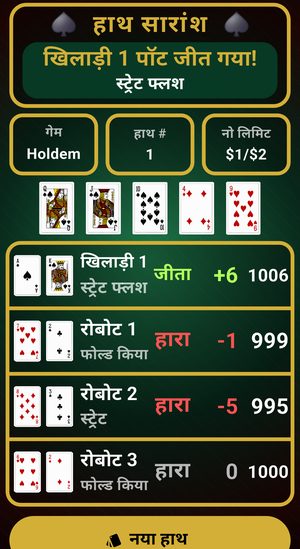 हाथ सारांश
खिलाड़ी 1 पॉट जीत गया!
स्ट्रेट फ्लश
गेम
Holdem
हाथ #
1
नो लिमिट
$1/$2
खिलाड़ी 1
स्ट्रेट फ्लश
जीता
+6
1006
रोबोट 1
फोल्ड किया
हारा
-1
999
रोबोट 2
स्ट्रेट
हारा
-5
995
रोबोट 3
फोल्ड किया
हारा
0
1000
नया हाथ